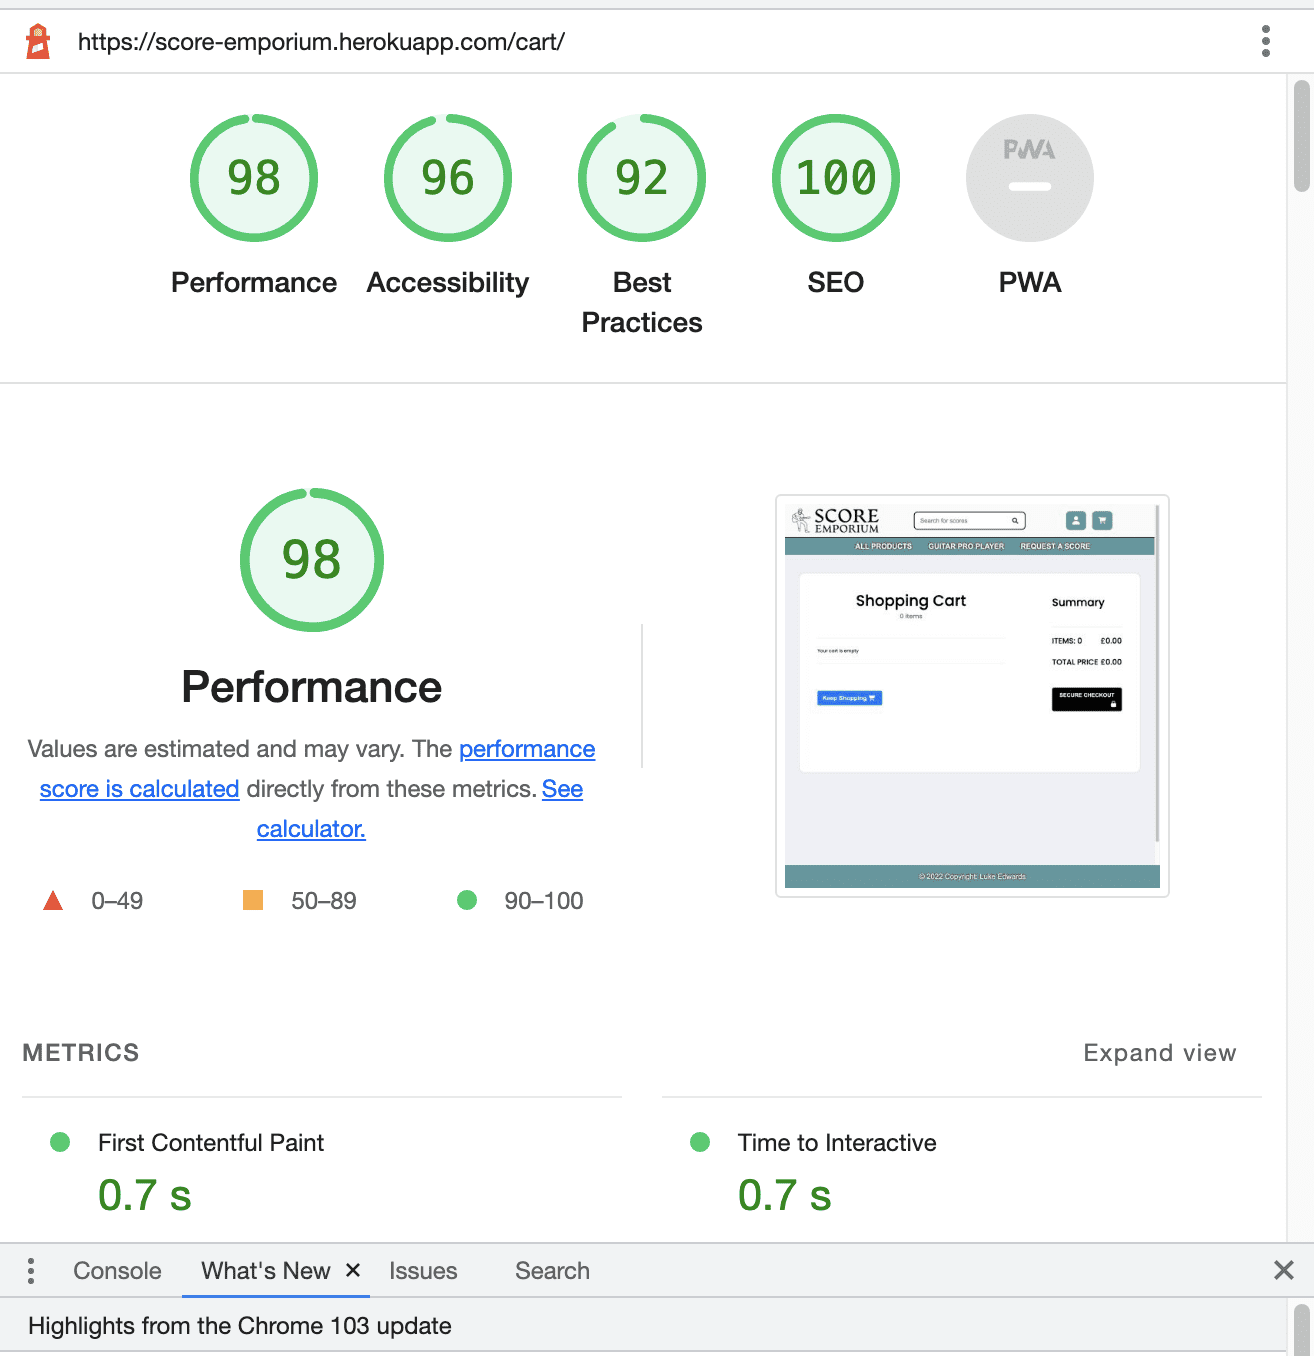 https://score-emporium.herokuapp.com/cart/
98
96
92
100
PWA
Performance
Accessibility
Best
Practices
SEO
PWA
98
Performance
Values are estimated and may vary. The performance
score is calculated directly from these metrics. See
calculator.
0–49
50–89
90–100
SCORE
EMPORIUM
Search for scores
ALL PRODUCTS
GUITAR PRO PLAYER
REQUEST A SCORE
Shopping Cart
0 items
Your cart is empty
Keep Shopping
Summary
ITEMS: 0 £0.00
TOTAL PRICE £0.00
SECURE CHECKOUT
© 2022 Copyright: Luke Edwards
METRICS
Expand view
First Contentful Paint
0.7 s
Time to Interactive
0.7 s
Console
What's New
Issues
Search
Highlights from the Chrome 103 update